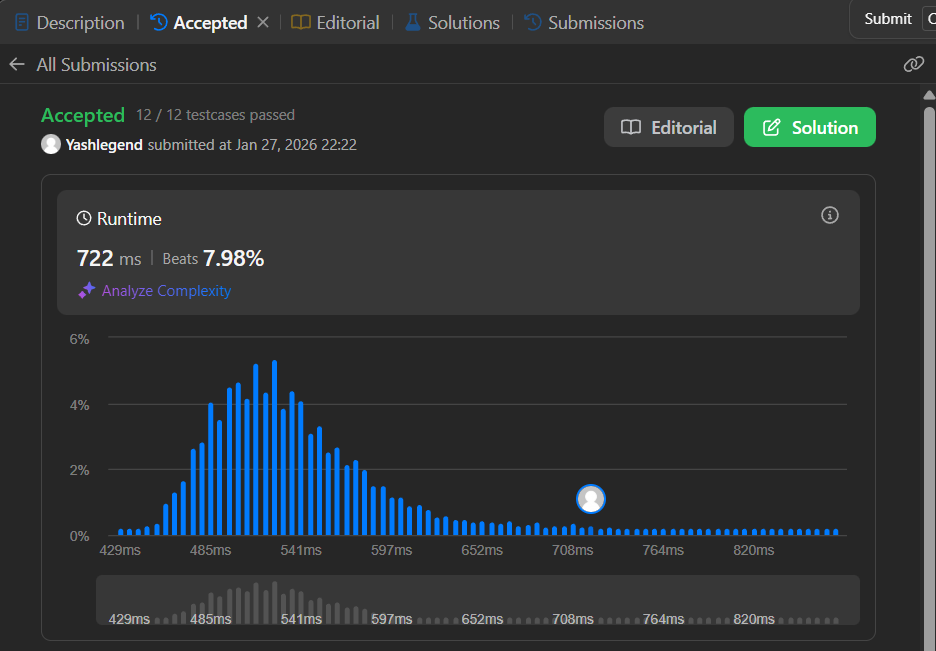 Description Accepted Editorial Solutions Submissions Submit
All Submissions
Accepted 12 / 12 testcases passed
Yashlegend submitted at Jan 27, 2026 22:22
Editorial
Solution
Runtime
722 ms | Beats 7.98%
Analyze Complexity
6%
4%
2%
0%
429ms 485ms 541ms 597ms 652ms 708ms 764ms 820ms
429ms 485ms 541ms 597ms 652ms 708ms 764ms 820ms